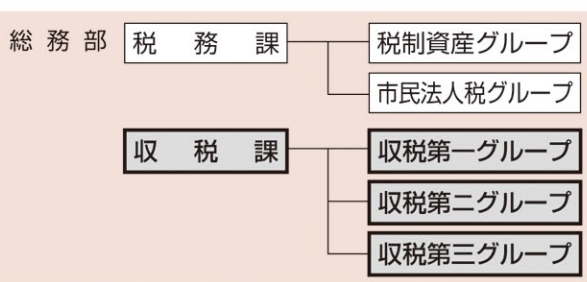 総務部 税務課 税制資産グループ
市民法人税グループ
収税課 収税第一グループ
収税第二グループ
収税第三グループ